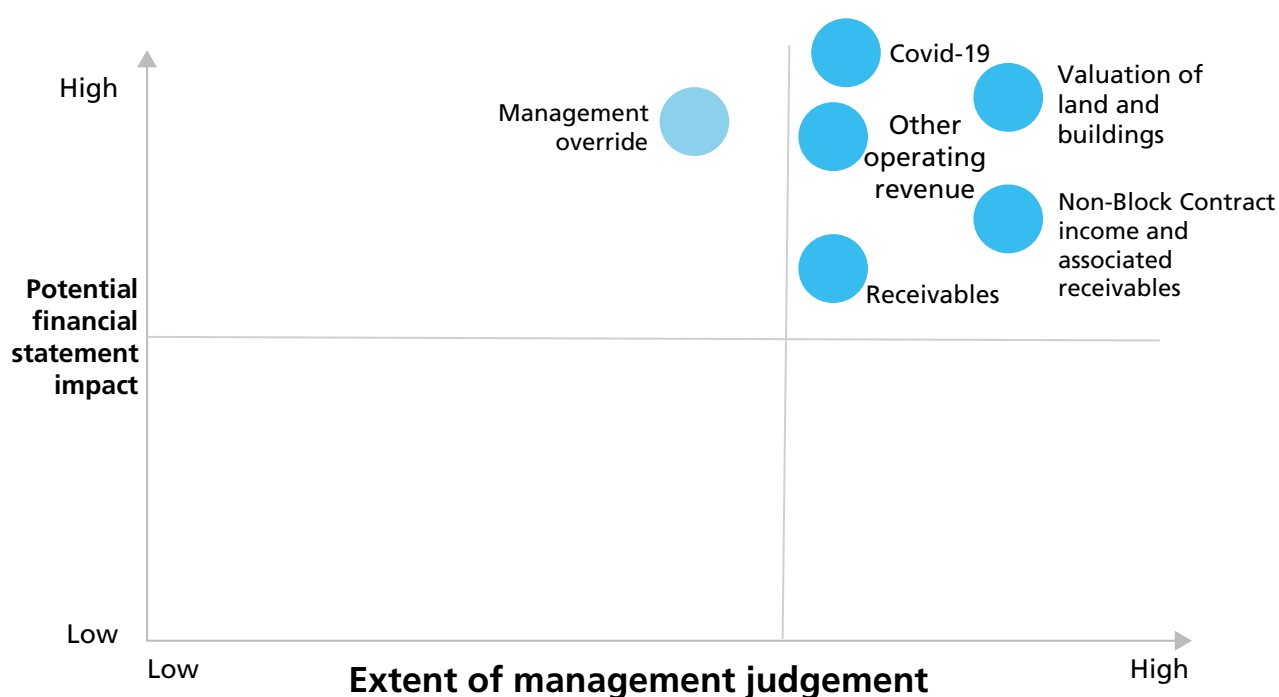 High
Management
override
Covid-19
Valuation of
land and
buildings
Other
operating
revenue
Non-Block Contract
income and
associated
receivables
Receivables
Potential
financial
statement
impact
Low
Low
Extent of management judgement
High